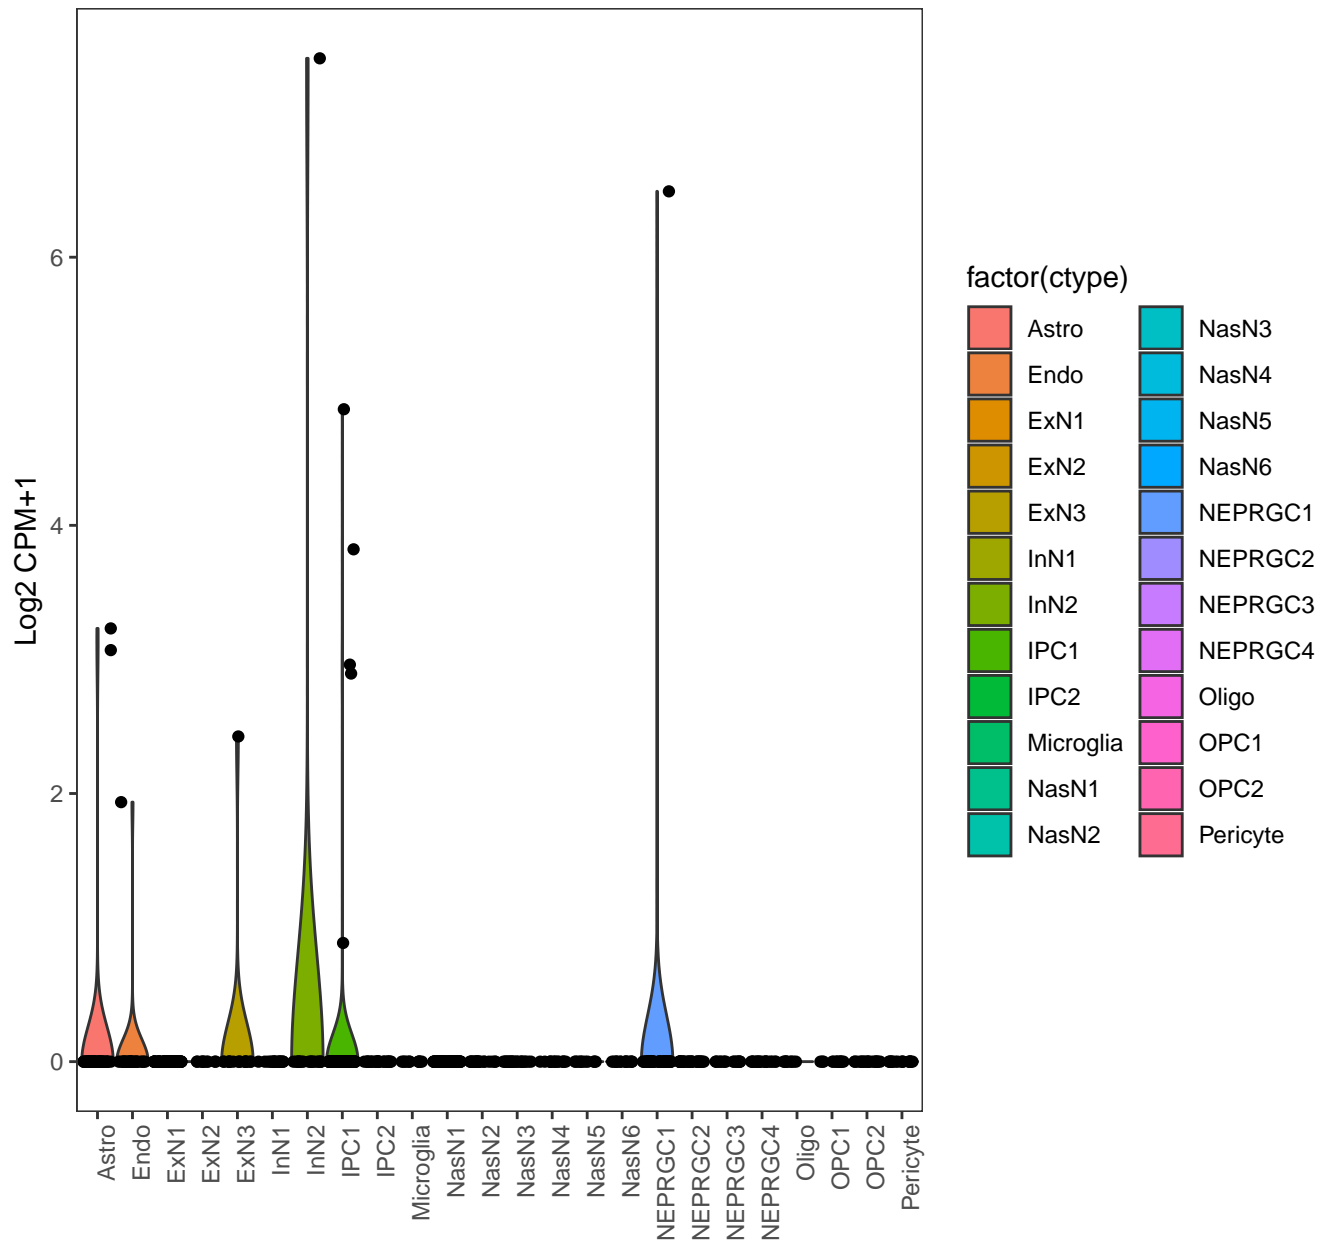 Log2 CPM+1
6
4
2
0
Astro
Endo
ExN1
ExN2
ExN3
InN1
InN2
IPC1
IPC2
Microglia
NasN1
NasN2
NasN3
NasN4
NasN5
NasN6
NEPRGC1
NEPRGC2
NEPRGC3
NEPRGC4
Oligo
OPC1
OPC2
Pericyte
factor(ctype)
Astro
Endo
ExN1
ExN2
ExN3
InN1
InN2
IPC1
IPC2
Microglia
NasN1
NasN2
NasN3
NasN4
NasN5
NasN6
NEPRGC1
NEPRGC2
NEPRGC3
NEPRGC4
Oligo
OPC1
OPC2
Pericyte